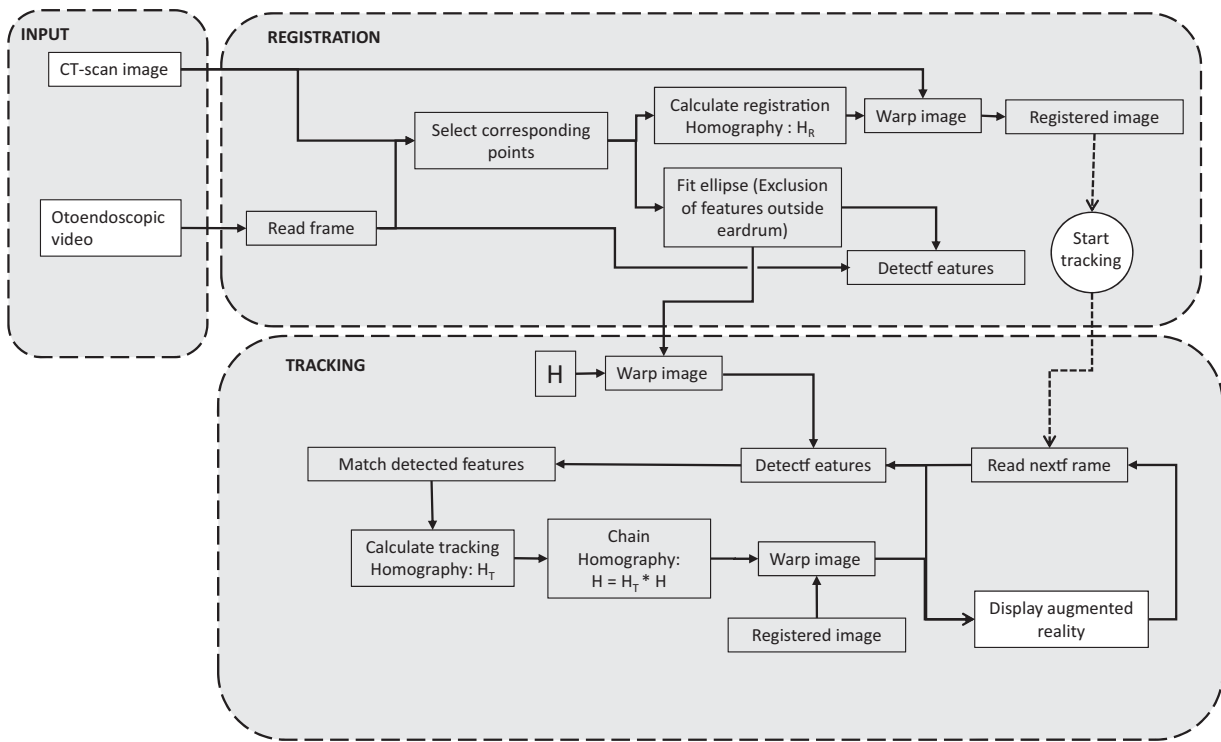 INPUT
CT-scan image
Otoendoscopic
video
REGISTRATION
Read frame
Select corresponding
points
Calculate registration
Homography : H_R
Warp image
Registered image
Fit ellipse (Exclusion
of features outside
eardrum)
Detectf eatures
Start
tracking
TRACKING
H
Warp image
Match detected features
Detectf eatures
Read nextf rame
Calculate tracking
Homography: H_T
Chain
Homography:
H = H_T * H
Warp image
Registered image
Display augmented
reality